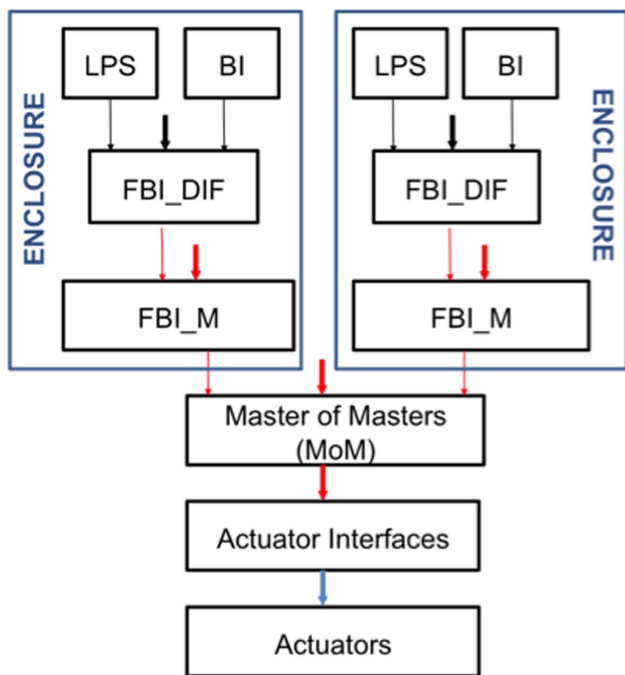 ENCLOSURE
LPS
BI
FBI_DIF
FBI_M
LPS
BI
FBI_DIF
FBI_M
ENCLOSURE
Master of Masters
(MoM)
Actuator Interfaces
Actuators